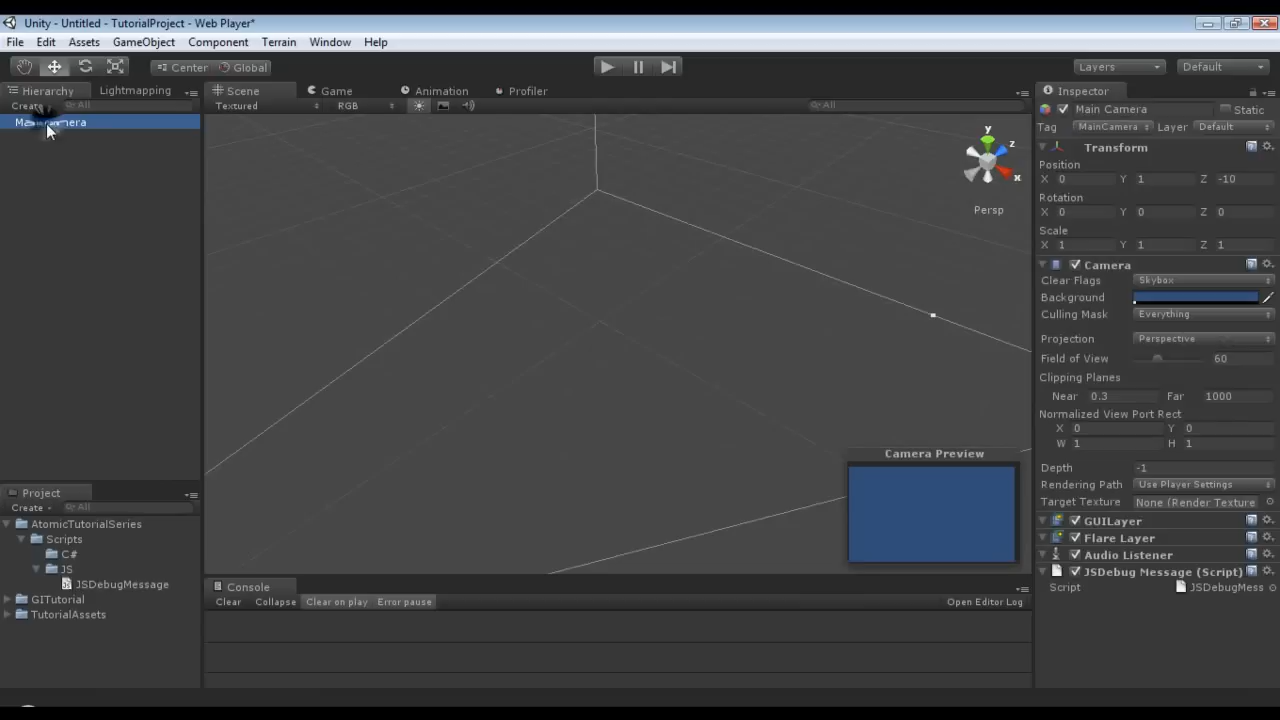 Unity - Untitled - TutorialProject - Web Player*
File Edit Assets GameObject Component Terrain Window Help
Center Global Layers Default
Hierarchy Lightmapping Scene Game Animation Profiler Inspector
Create All Textured RGB All
Main Camera Static
Main Camera
Tag MainCamera Layer Default
Transform
Position
X 0 Y 1 Z -10
Rotation
X 0 Y 0 Z 0
Scale
X 1 Y 1 Z 1
y
z
x
Persp
Camera
Clear Flags Skybox
Background
Culling Mask Everything
Projection Perspective
Field of View 60
Clipping Planes
Near 0.3 Far 1000
Normalized View Port Rect
X 0 Y 0
W 1 H 1
Depth -1
Rendering Path Use Player Settings
Target Texture None (Render Texture
GUILayer
Flare Layer
Audio Listener
JSDebug Message (Script)
Script JSDebugMess
Camera Preview
Project
Create All
AtomicTutorialSeries
Scripts
C#
JS
JSDebugMessage
GITutorial
TutorialAssets
Console
Clear Collapse Clear on play Error pause Open Editor Log